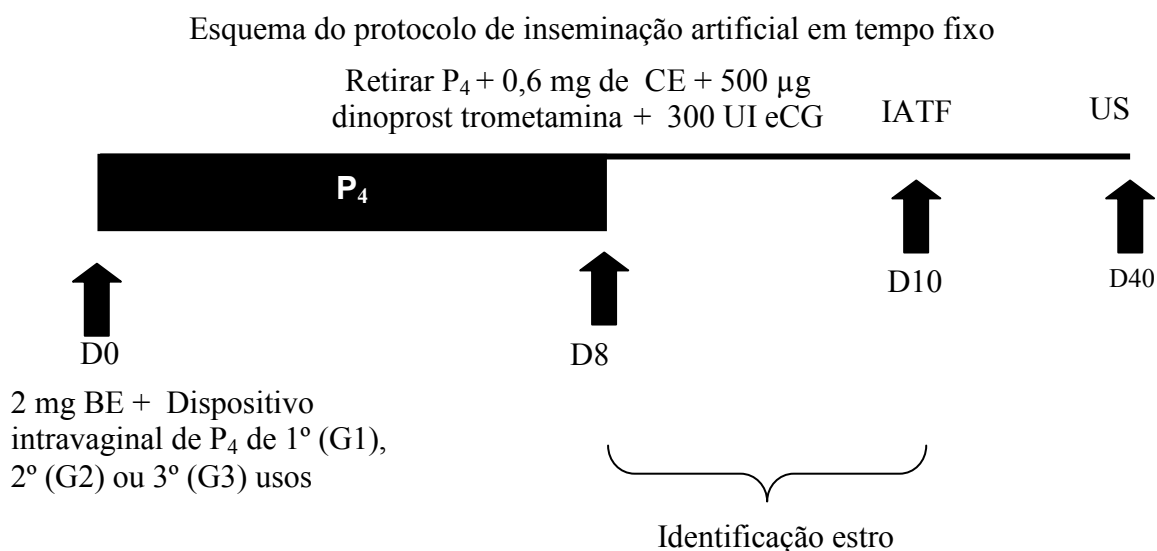 Esquema do protocolo de inseminação artificial em tempo fixo
Retirar P₄ + 0,6 mg de CE + 500 µg
dinoprost trometamina + 300 UI eCG
IATF
US
P₄
D0
D8
D10
D40
2 mg BE + Dispositivo
intravaginal de P₄ de 1º (G1),
2º (G2) ou 3º (G3) usos
Identificação estro